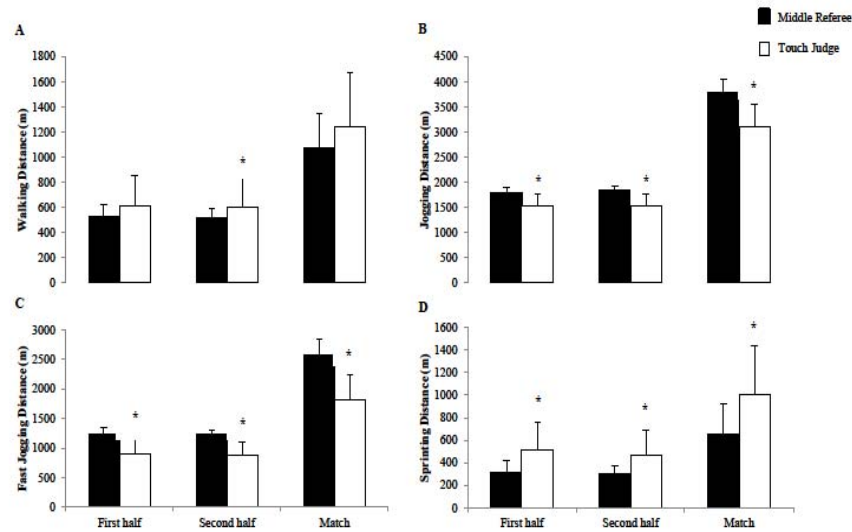 Middle Referee
Touch Judge
A
Walking Distance (m)
1800
1600
1400
1200
1000
800
600
400
200
0
*
B
Jogging Distance (m)
4500
4000
3500
3000
2500
2000
1500
1000
500
0
*
*
*
C
Fast Jogging Distance (m)
3000
2500
2000
1500
1000
500
0
*
*
*
First half
Second half
Match
D
Sprinting Distance (m)
1600
1400
1200
1000
800
600
400
200
0
*
*
*
First half
Second half
Match